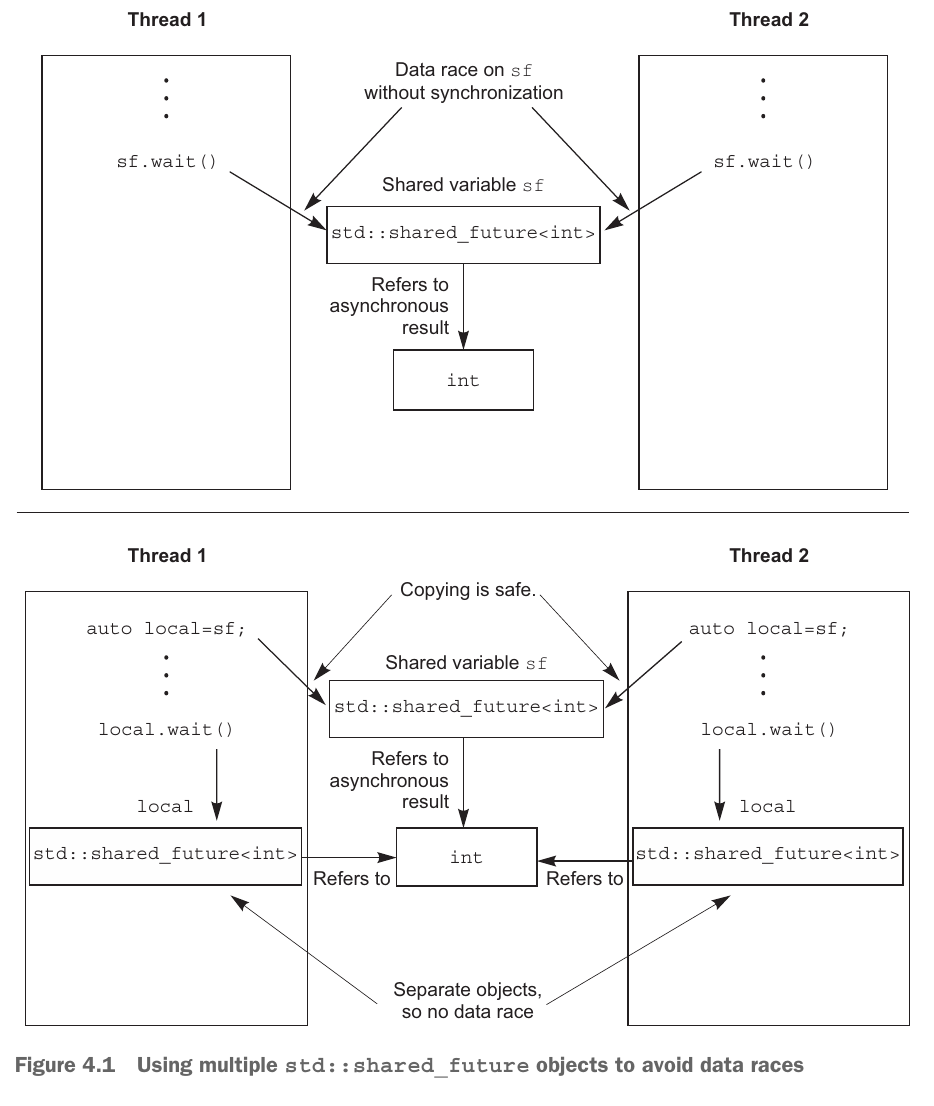 Thread 1
Thread 2
Data race on sf
without synchronization
sf.wait()
sf.wait()
Shared variable sf
std::shared_future<int>
Refers to
asynchronous
result
int
Thread 1
Thread 2
Copying is safe.
auto local=sf;
auto local=sf;
Shared variable sf
std::shared_future<int>
local.wait()
local.wait()
Refers to
asynchronous
result
local
local
std::shared_future<int>
int
std::shared_future<int>
Refers to
Refers to
Separate objects,
so no data race
Figure 4.1 Using multiple std::shared_future objects to avoid data races